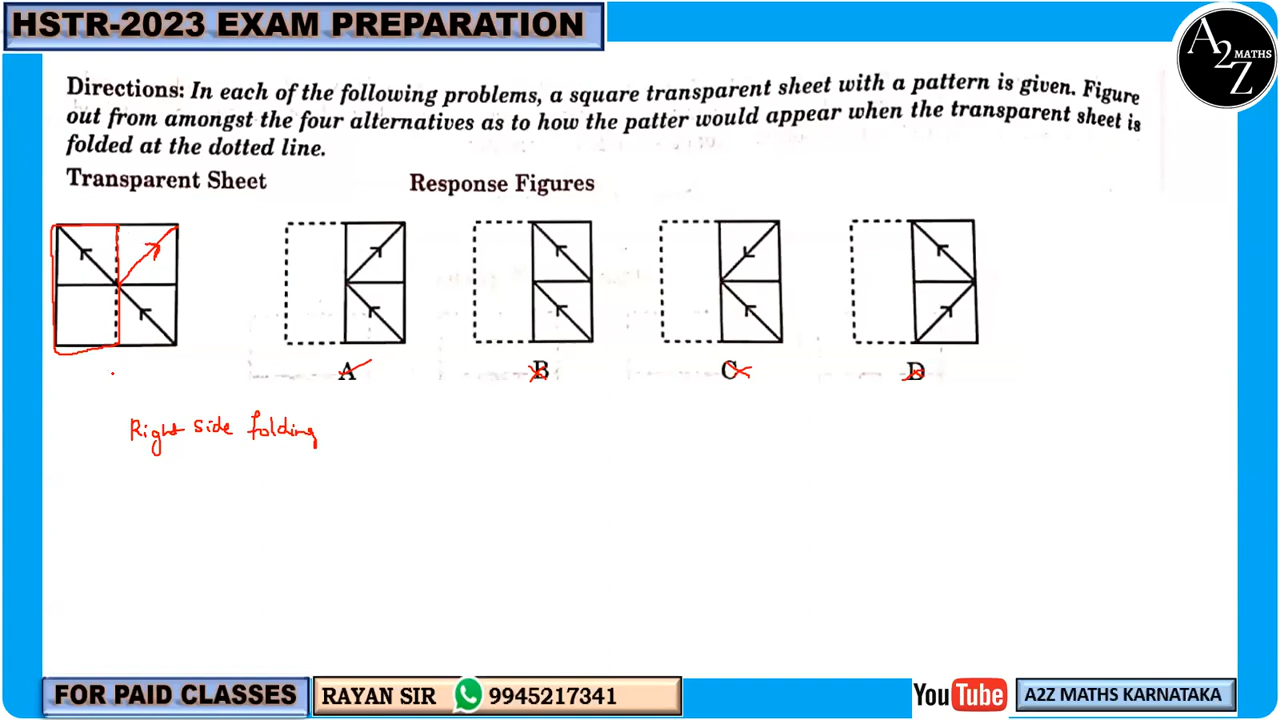 HSTR-2023 EXAM PREPARATION
A2Z MATHS
Directions: In each of the following problems, a square transparent sheet with a pattern is given. Figure
out from amongst the four alternatives as to how the patter would appear when the transparent sheet is
folded at the dotted line.
Transparent Sheet Response Figures
A B C D
Right side folding
FOR PAID CLASSES RAYAN SIR 9945217341 YouTube A2Z MATHS KARNATAKA